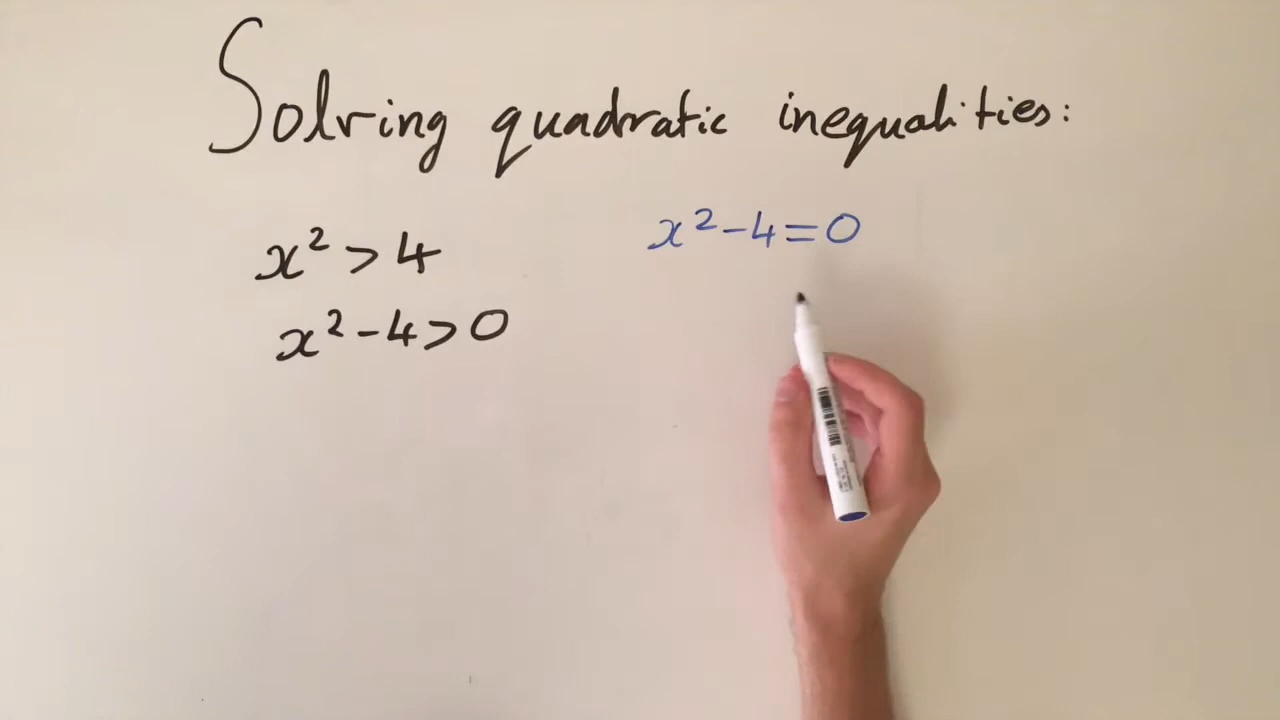 Solving quadratic inequalities:
x² > 4
x² - 4 > 0
x² - 4 = 0